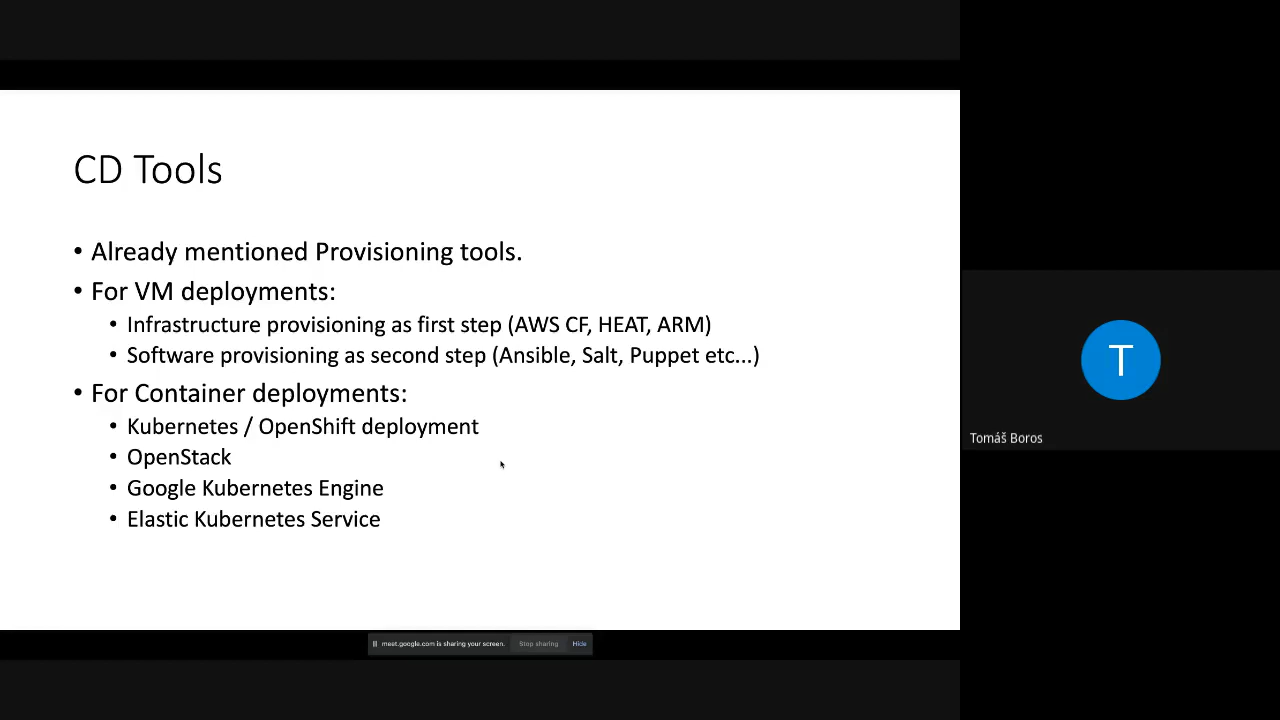 CD Tools
• Already mentioned Provisioning tools.
• For VM deployments:
• Infrastructure provisioning as first step (AWS CF, HEAT, ARM)
• Software provisioning as second step (Ansible, Salt, Puppet etc...)
• For Container deployments:
• Kubernetes / OpenShift deployment
• OpenStack
• Google Kubernetes Engine
• Elastic Kubernetes Service
T
Tomáš Boros
meet.google.com is sharing your screen. Stop sharing Hide